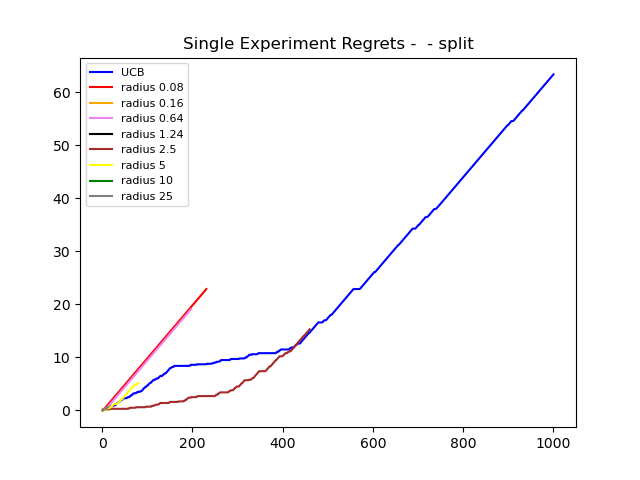 Single Experiment Regrets -  - split
UCB
radius 0.08
radius 0.16
radius 0.64
radius 1.24
radius 2.5
radius 5
radius 10
radius 25
60
50
40
30
20
10
0
0 200 400 600 800 1000